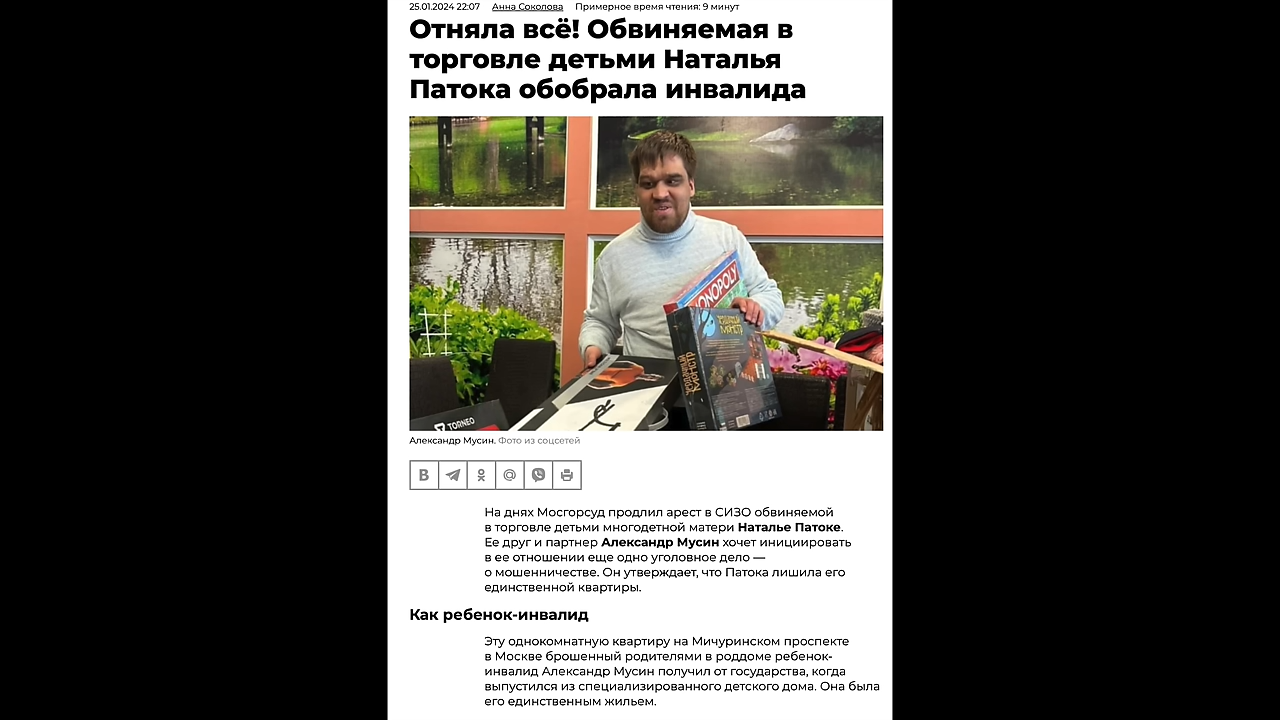 25.01.2024 22:07 Анна Соколова Примерное время чтения: 9 минут
Отняла всё! Обвиняемая в
торговле детьми Наталья
Патока обобрала инвалида
MONOPOLY
МОНСТР
TORNEO
Александр Мусин. Фото из соцсетей
На днях Мосгорсуд продлил арест в СИЗО обвиняемой
в торговле детьми многодетной матери Наталье Патоке.
Ее друг и партнер Александр Мусин хочет инициировать
в ее отношении еще одно уголовное дело —
о мошенничестве. Он утверждает, что Патока лишила его
единственной квартиры.
Как ребенок-инвалид
Эту однокомнатную квартиру на Мичуринском проспекте
в Москве брошенный родителями в роддоме ребенок-
инвалид Александр Мусин получил от государства, когда
выпустился из специализированного детского дома. Она была
его единственным жильем.